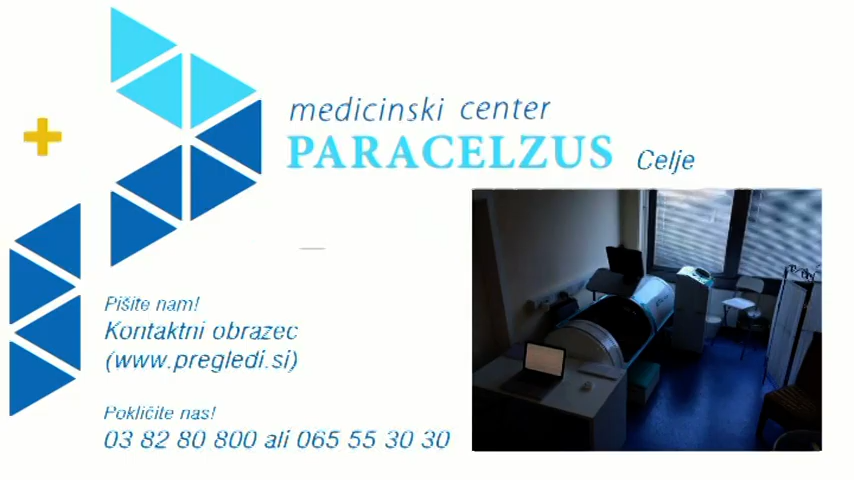 medicinski center
PARACELZUS Celje
Pišite nam!
Kontaktni obrazec
(www.pregledi.si)
Pokličite nas!
03 82 80 800 ali 065 55 30 30